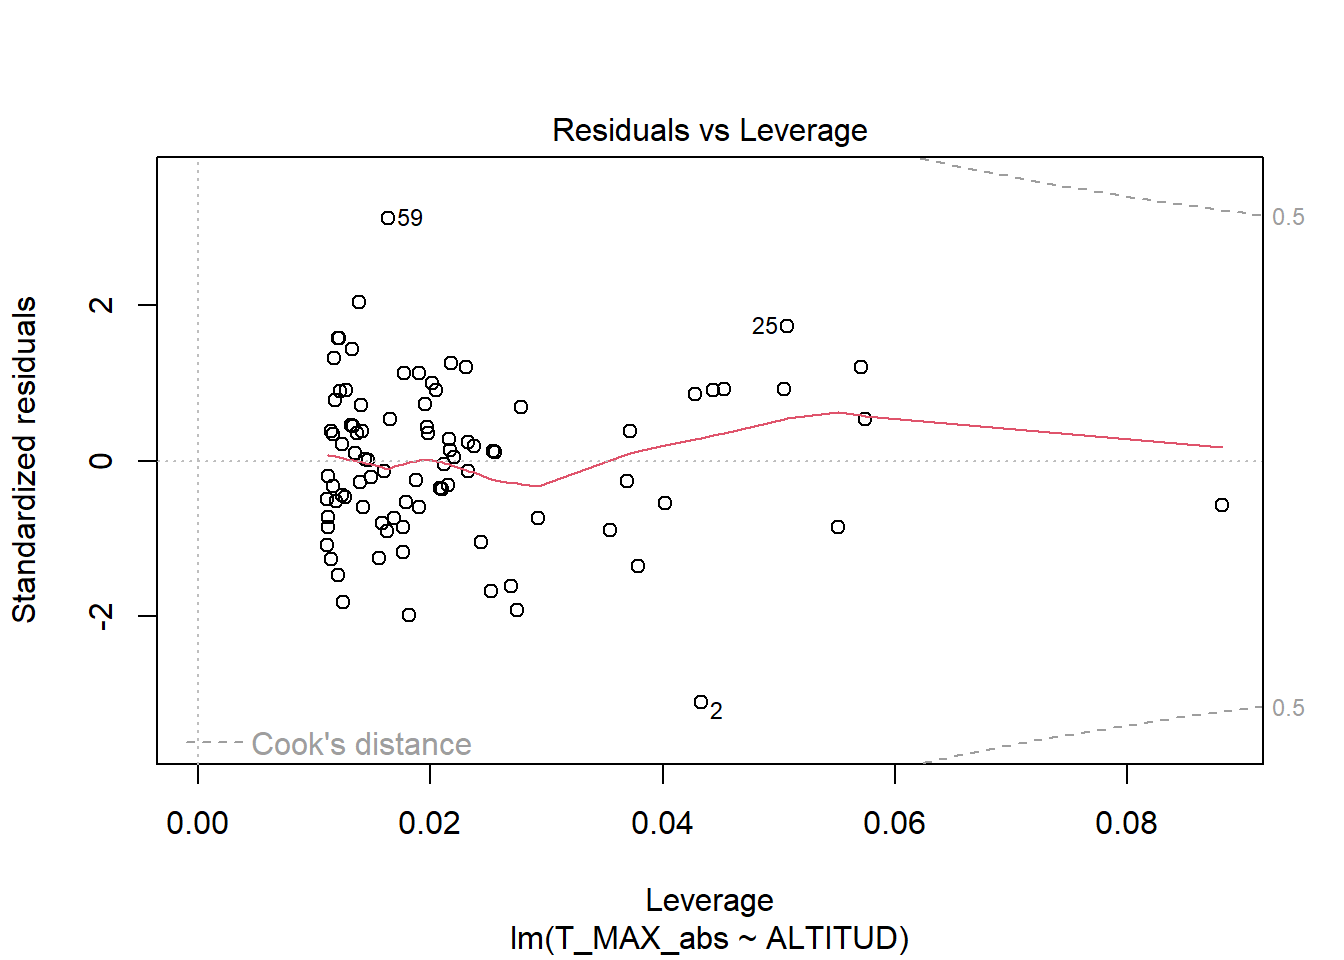 Residuals vs Leverage
Standardized residuals
2
0
-2
59
25
2
0.5
0.5
Cook's distance
0.00 0.02 0.04 0.06 0.08
Leverage
lm(T_MAX_abs ~ ALTITUD)